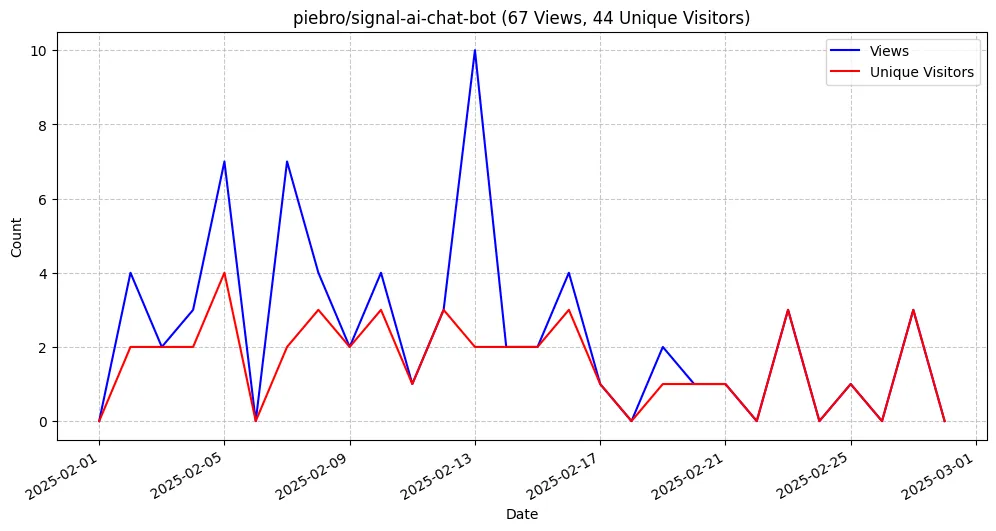 piebro/signal-ai-chat-bot (67 Views, 44 Unique Visitors)
Views
Unique Visitors
10
8
6
4
2
0
Count
2025-02-01
2025-02-05
2025-02-09
2025-02-13
2025-02-17
2025-02-21
2025-02-25
2025-03-01
Date